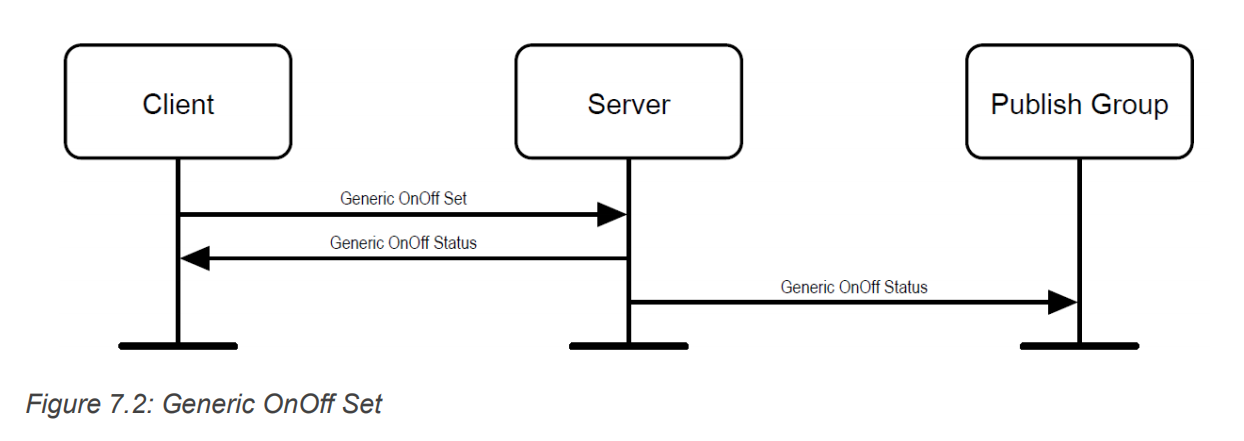 Client
Server
Publish Group
Generic OnOff Set
Generic OnOff Status
Generic OnOff Status
Figure 7.2: Generic OnOff Set